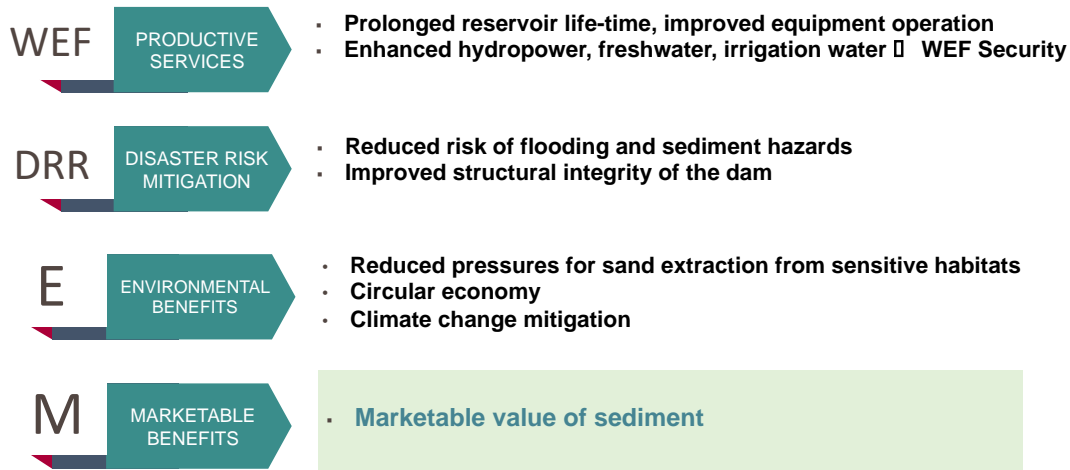 WEF
PRODUCTIVE
SERVICES
▪ Prolonged reservoir life-time, improved equipment operation
▪ Enhanced hydropower, freshwater, irrigation water ▯ WEF Security
DRR
DISASTER RISK
MITIGATION
▪ Reduced risk of flooding and sediment hazards
▪ Improved structural integrity of the dam
E
ENVIRONMENTAL
BENEFITS
• Reduced pressures for sand extraction from sensitive habitats
• Circular economy
• Climate change mitigation
M
MARKETABLE
BENEFITS
▪ Marketable value of sediment